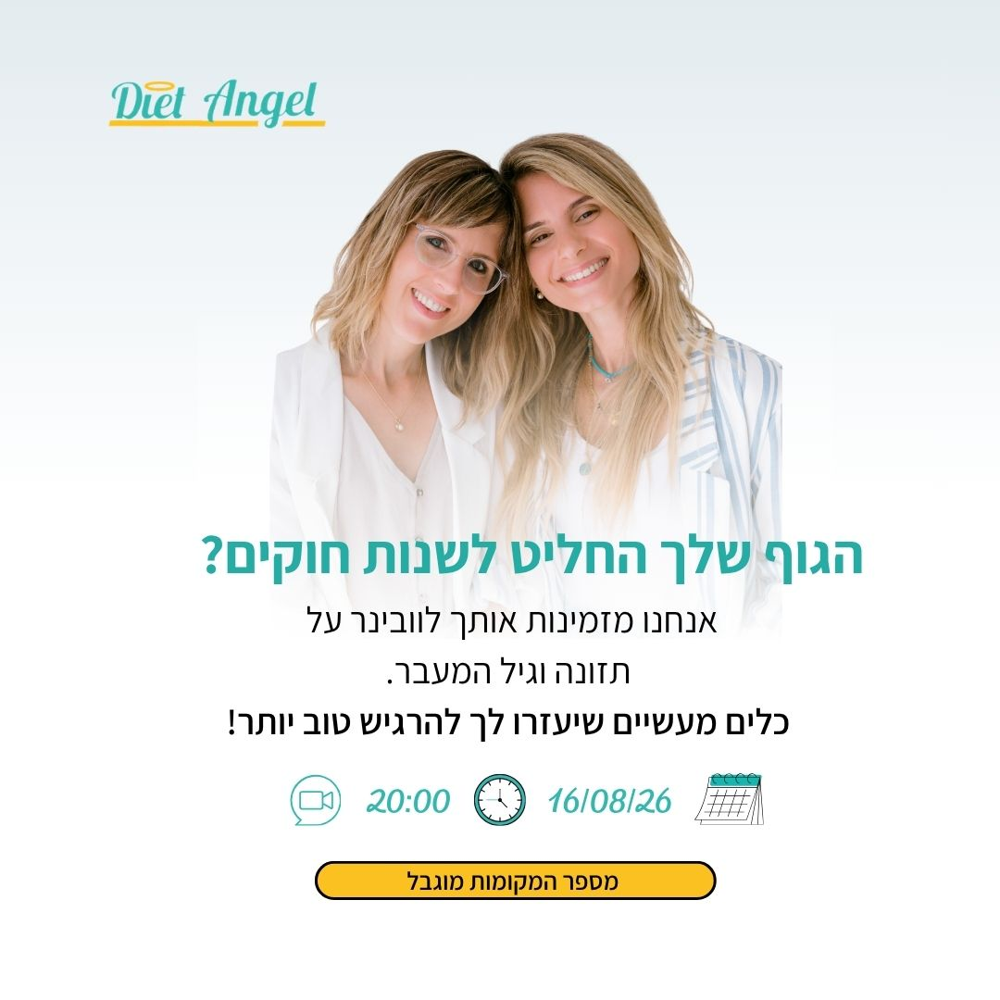 Diet Angel
הגוף שלך החליט לשנות חוקים?
אנחנו מזמינות אותך לוובינר על
תזונה וגיל המעבר.
כלים מעשיים שיעזרו לך להרגיש טוב יותר!
16/08/26 20:00
מספר המקומות מוגבל